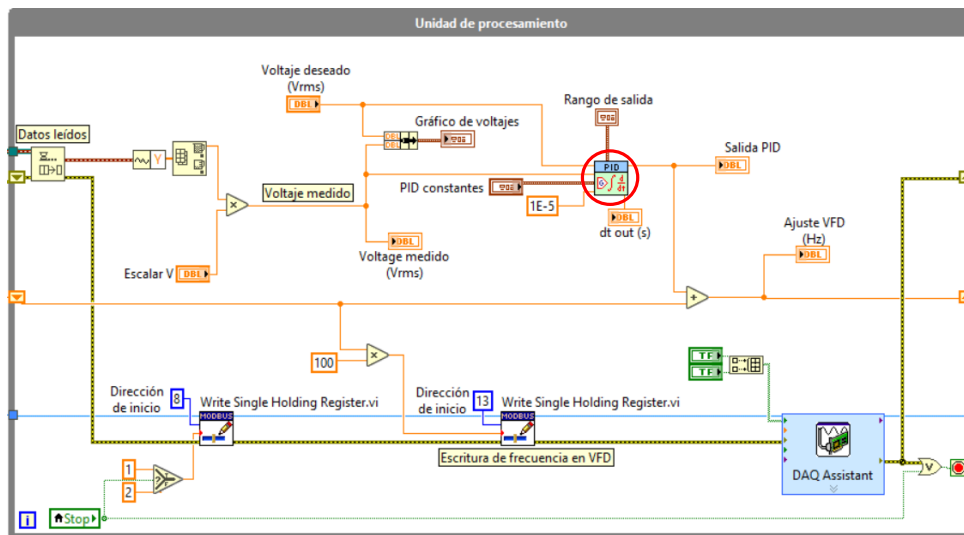 Unidad de procesamiento
Voltaje deseado
(Vrms)
DBL
Rango de salida
Datos leídos
DBL
DBL
Gráfico de voltajes
Salida PID
DBL
Y
PID
PID constantes
d
dt
Voltaje medido
1E-5
DBL
dt out (s)
Ajuste VFD
(Hz)
DBL
x
DBL
Voltage medido
(Vrms)
Escalar V
DBL
+
x
100
TF
TF
Dirección
de inicio
8
Write Single Holding Register.vi
MODBUS
Dirección
de inicio
13
Write Single Holding Register.vi
MODBUS
Escritura de frecuencia en VFD
1
2
DAQ Assistant
V
i
Stop